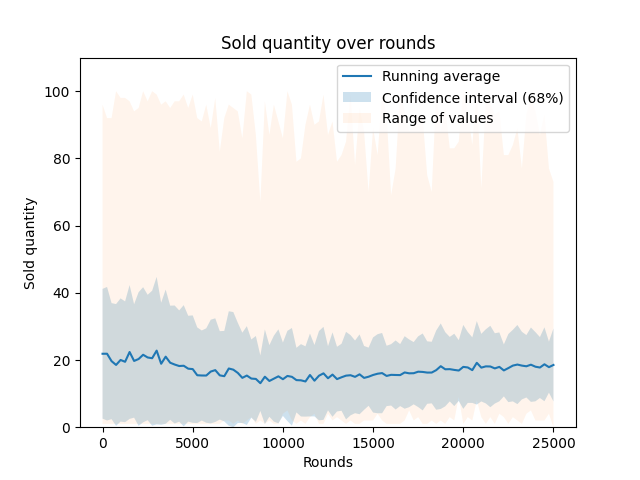 Sold quantity over rounds
Running average
Confidence interval (68%)
Range of values
100
80
60
40
20
0
Sold quantity
0
5000
10000
15000
20000
25000
Rounds